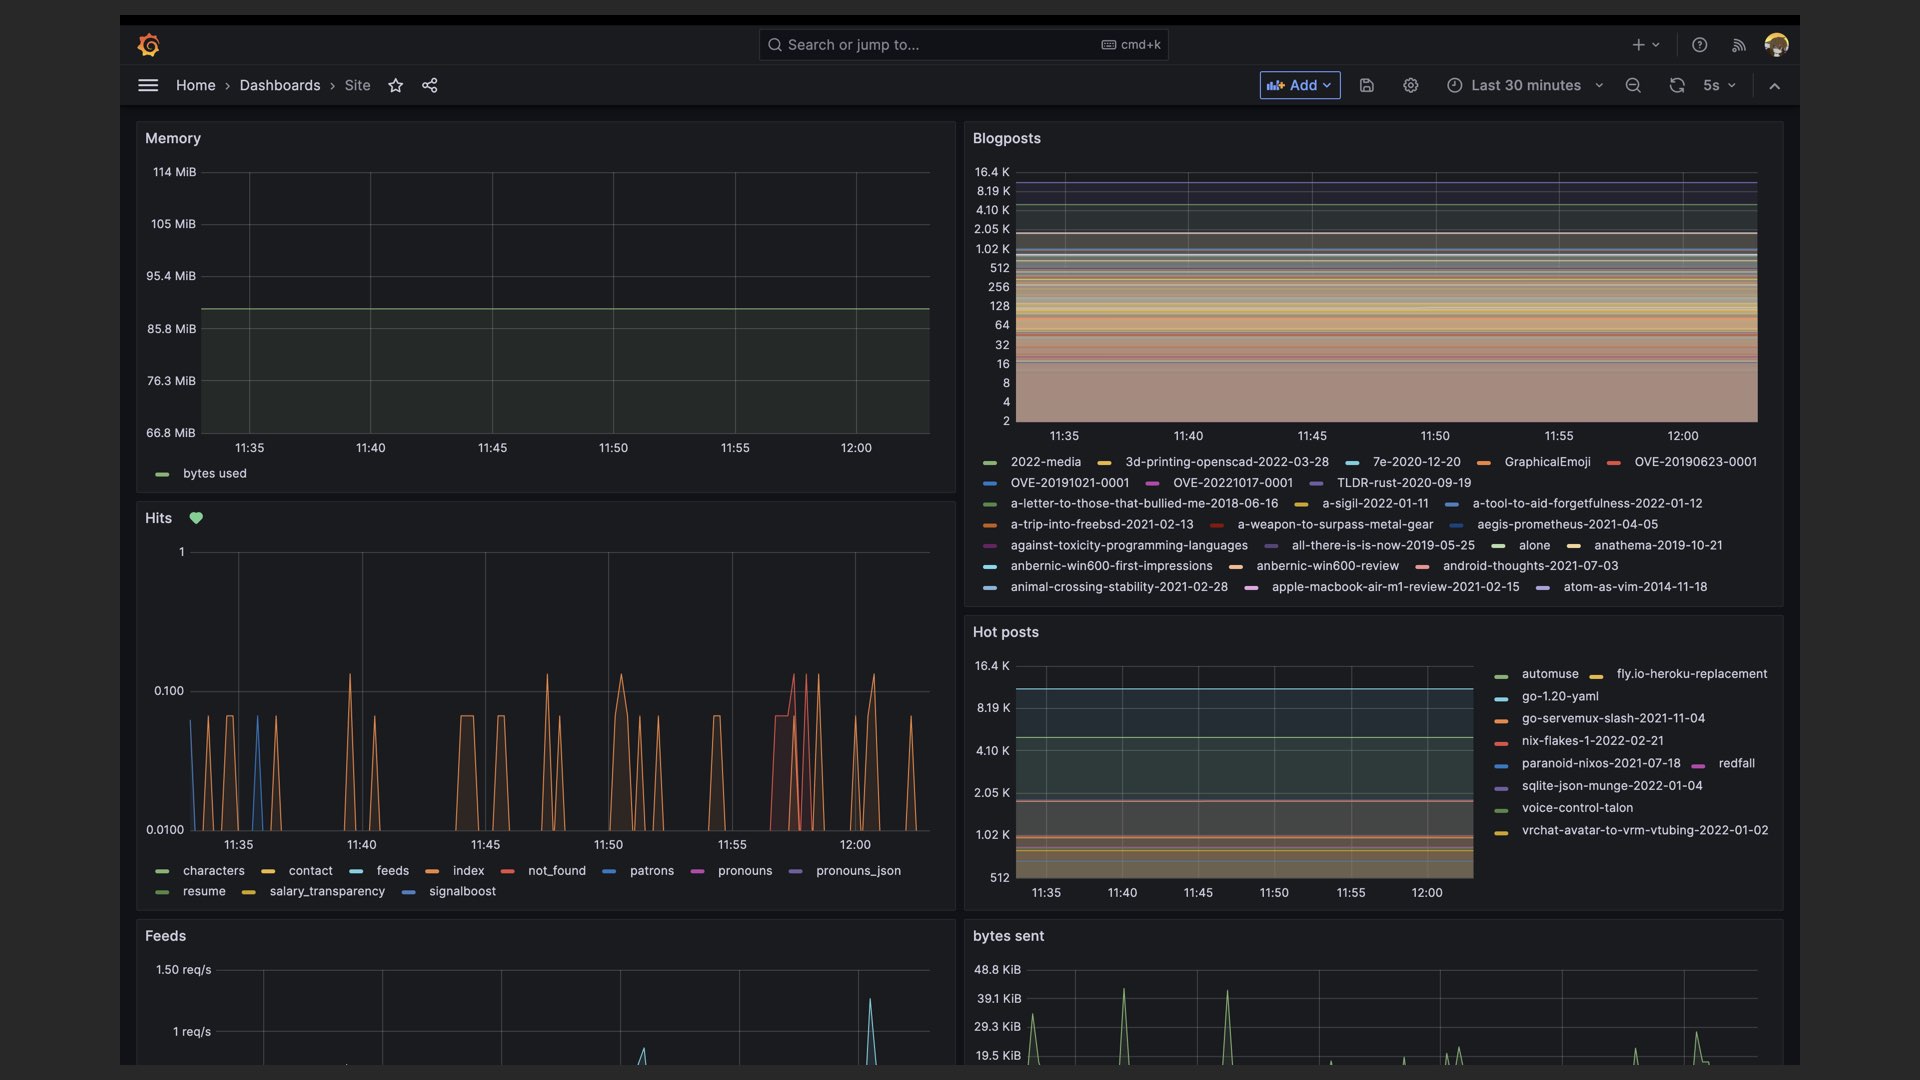 Search or jump to...
cmd+k
Home › Dashboards › Site
Add
Last 30 minutes
5s
Memory
114 MiB
105 MiB
95.4 MiB
85.8 MiB
76.3 MiB
66.8 MiB
11:35 11:40 11:45 11:50 11:55 12:00
bytes used
Blogposts
16.4 K
8.19 K
4.10 K
2.05 K
1.02 K
512
256
128
64
32
16
8
4
2
11:35 11:40 11:45 11:50 11:55 12:00
2022-media 3d-printing-openscad-2022-03-28 7e-2020-12-20 GraphicalEmoji OVE-20190623-0001
OVE-20191021-0001 OVE-20221017-0001 TLDR-rust-2020-09-19
a-letter-to-those-that-bullied-me-2018-06-16 a-sigil-2022-01-11 a-tool-to-aid-forgetfulness-2022-01-12
a-trip-into-freebsd-2021-02-13 a-weapon-to-surpass-metal-gear aegis-prometheus-2021-04-05
against-toxicity-programming-languages all-there-is-is-now-2019-05-25 alone anathema-2019-10-21
anbernic-win600-first-impressions anbernic-win600-review android-thoughts-2021-07-03
animal-crossing-stability-2021-02-28 apple-macbook-air-m1-review-2021-02-15 atom-as-vim-2014-11-18
Hits
1
0.100
0.0100
11:35 11:40 11:45 11:50 11:55 12:00
characters contact feeds index not_found patrons pronouns pronouns_json
resume salary_transparency signalboost
Hot posts
16.4 K
8.19 K
4.10 K
2.05 K
1.02 K
512
11:35 11:40 11:45 11:50 11:55 12:00
automuse fly.io-heroku-replacement
go-1.20-yaml
go-servemux-slash-2021-11-04
nix-flakes-1-2022-02-21
paranoid-nixos-2021-07-18 redfall
sqlite-json-munge-2022-01-04
voice-control-talon
vrchat-avatar-to-vrm-vtubing-2022-01-02
Feeds
1.50 req/s
1 req/s
bytes sent
48.8 KiB
39.1 KiB
29.3 KiB
19.5 KiB